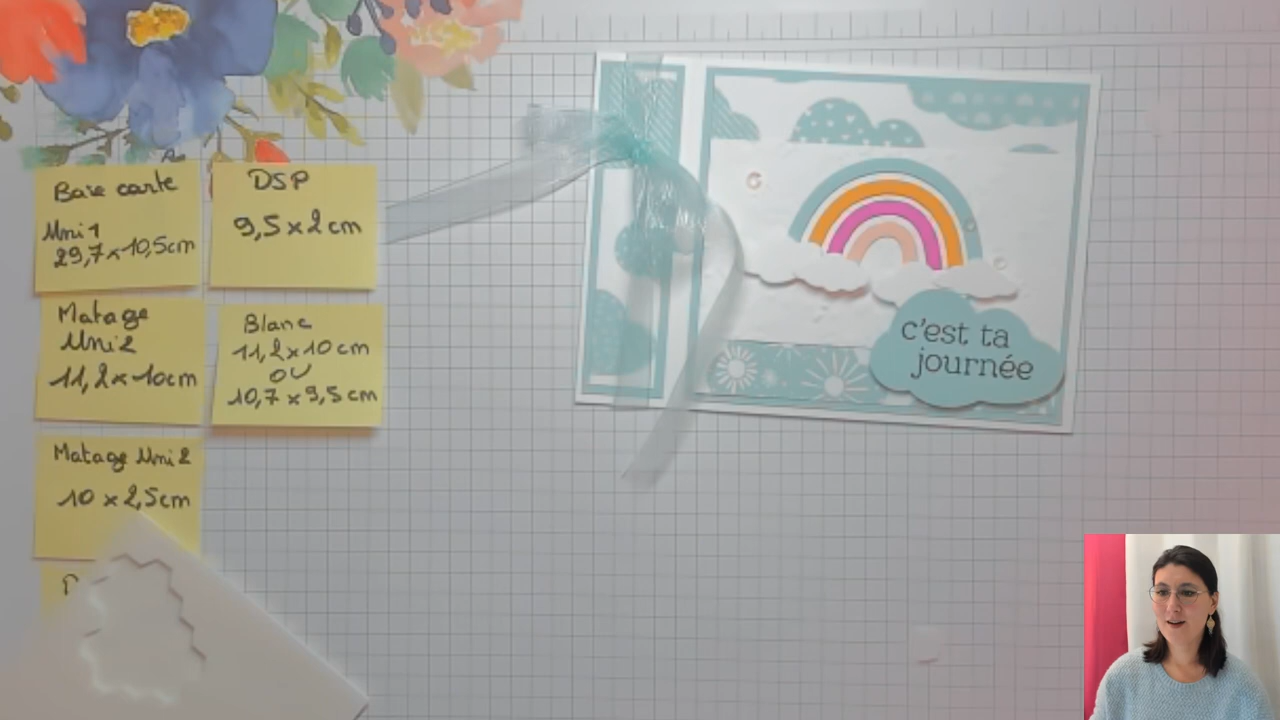 Base carte
Uni 1
29,7 x 10,5cm
DSP
9,5 x 2 cm
Matage
Uni 2
11,2 x 10cm
Blanc
11,2 x 10 cm
ou
10,7 x 9,5 cm
Matage Uni 2
10 x 2,5cm
c'est ta
journée